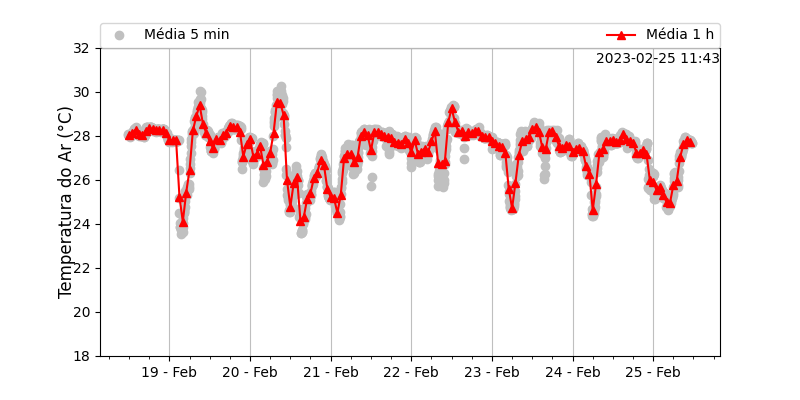 Média 5 min
Média 1 h
2023-02-25 11:43
Temperatura do Ar (°C)
32
30
28
26
24
22
20
18
19 - Feb
20 - Feb
21 - Feb
22 - Feb
23 - Feb
24 - Feb
25 - Feb